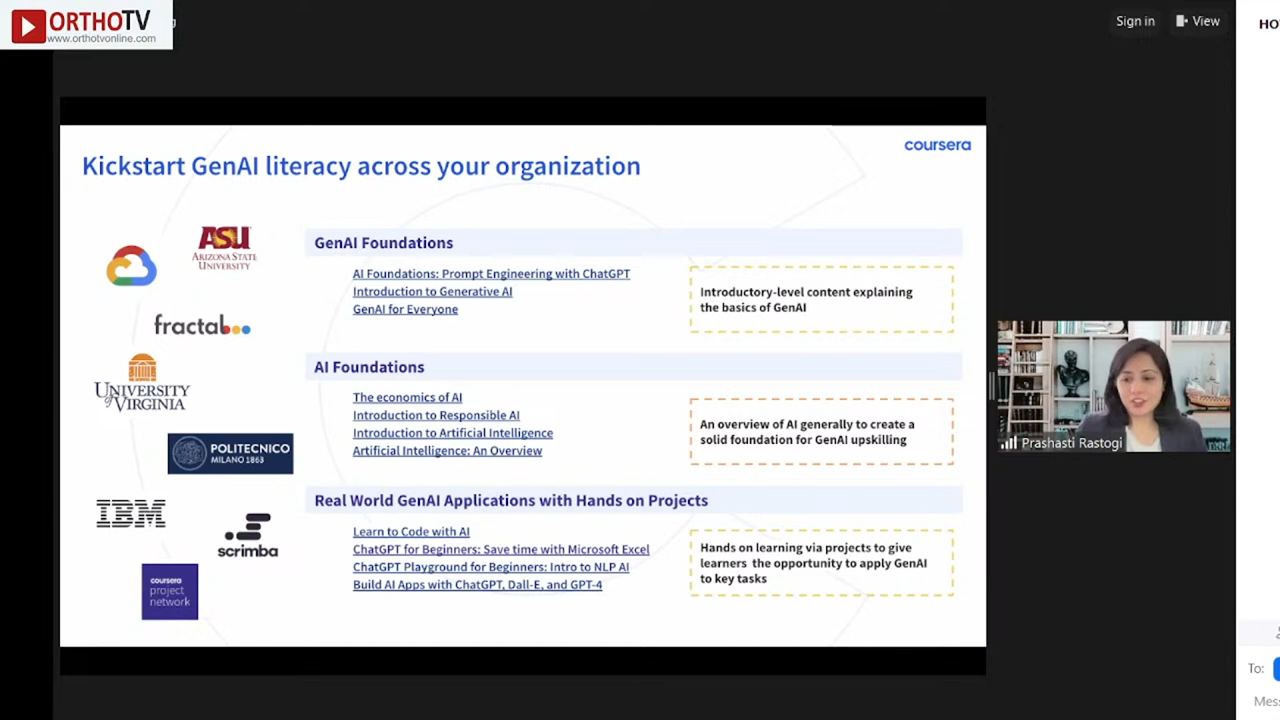 ORTHOTV
www.orthotvonline.com
Sign in
View
coursera
Kickstart GenAI literacy across your organization
ASU
ARIZONA STATE
UNIVERSITY
fractal
UNIVERSITY
of VIRGINIA
POLITECNICO
MILANO 1863
IBM
scrimba
coursera
project
network
GenAI Foundations
AI Foundations: Prompt Engineering with ChatGPT
Introduction to Generative AI
GenAI for Everyone
Introductory-level content explaining
the basics of GenAI
AI Foundations
The economics of AI
Introduction to Responsible AI
Introduction to Artificial Intelligence
Artificial Intelligence: An Overview
An overview of AI generally to create a
solid foundation for GenAI upskilling
Real World GenAI Applications with Hands on Projects
Learn to Code with AI
ChatGPT for Beginners: Save time with Microsoft Excel
ChatGPT Playground for Beginners: Intro to NLP AI
Build AI Apps with ChatGPT, Dall-E, and GPT-4
Hands on learning via projects to give
learners the opportunity to apply GenAI
to key tasks
Prashasti Rastogi
To: